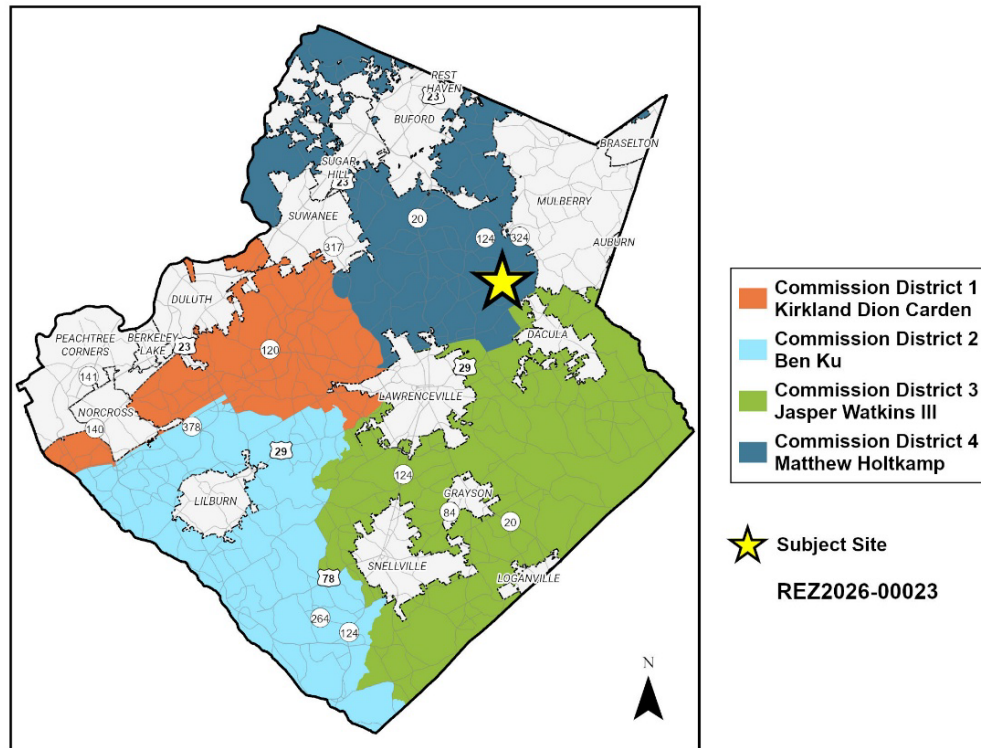 REST
HAVEN
23
BUFORD
BRASELTON
SUGAR
HILL
23
MULBERRY
SUWANEE
20
124
324
AUBURN
317
DULUTH
DACULA
PEACHTREE
CORNERS
BERKELEY
LAKE
23
120
29
141
LAWRENCEVILLE
NORCROSS
140
378
29
124
LILBURN
GRAYSON
84
20
SNELLVILLE
LOGANVILLE
78
264
124
N
Commission District 1
Kirkland Dion Carden
Commission District 2
Ben Ku
Commission District 3
Jasper Watkins III
Commission District 4
Matthew Holtkamp
Subject Site
REZ2026-00023